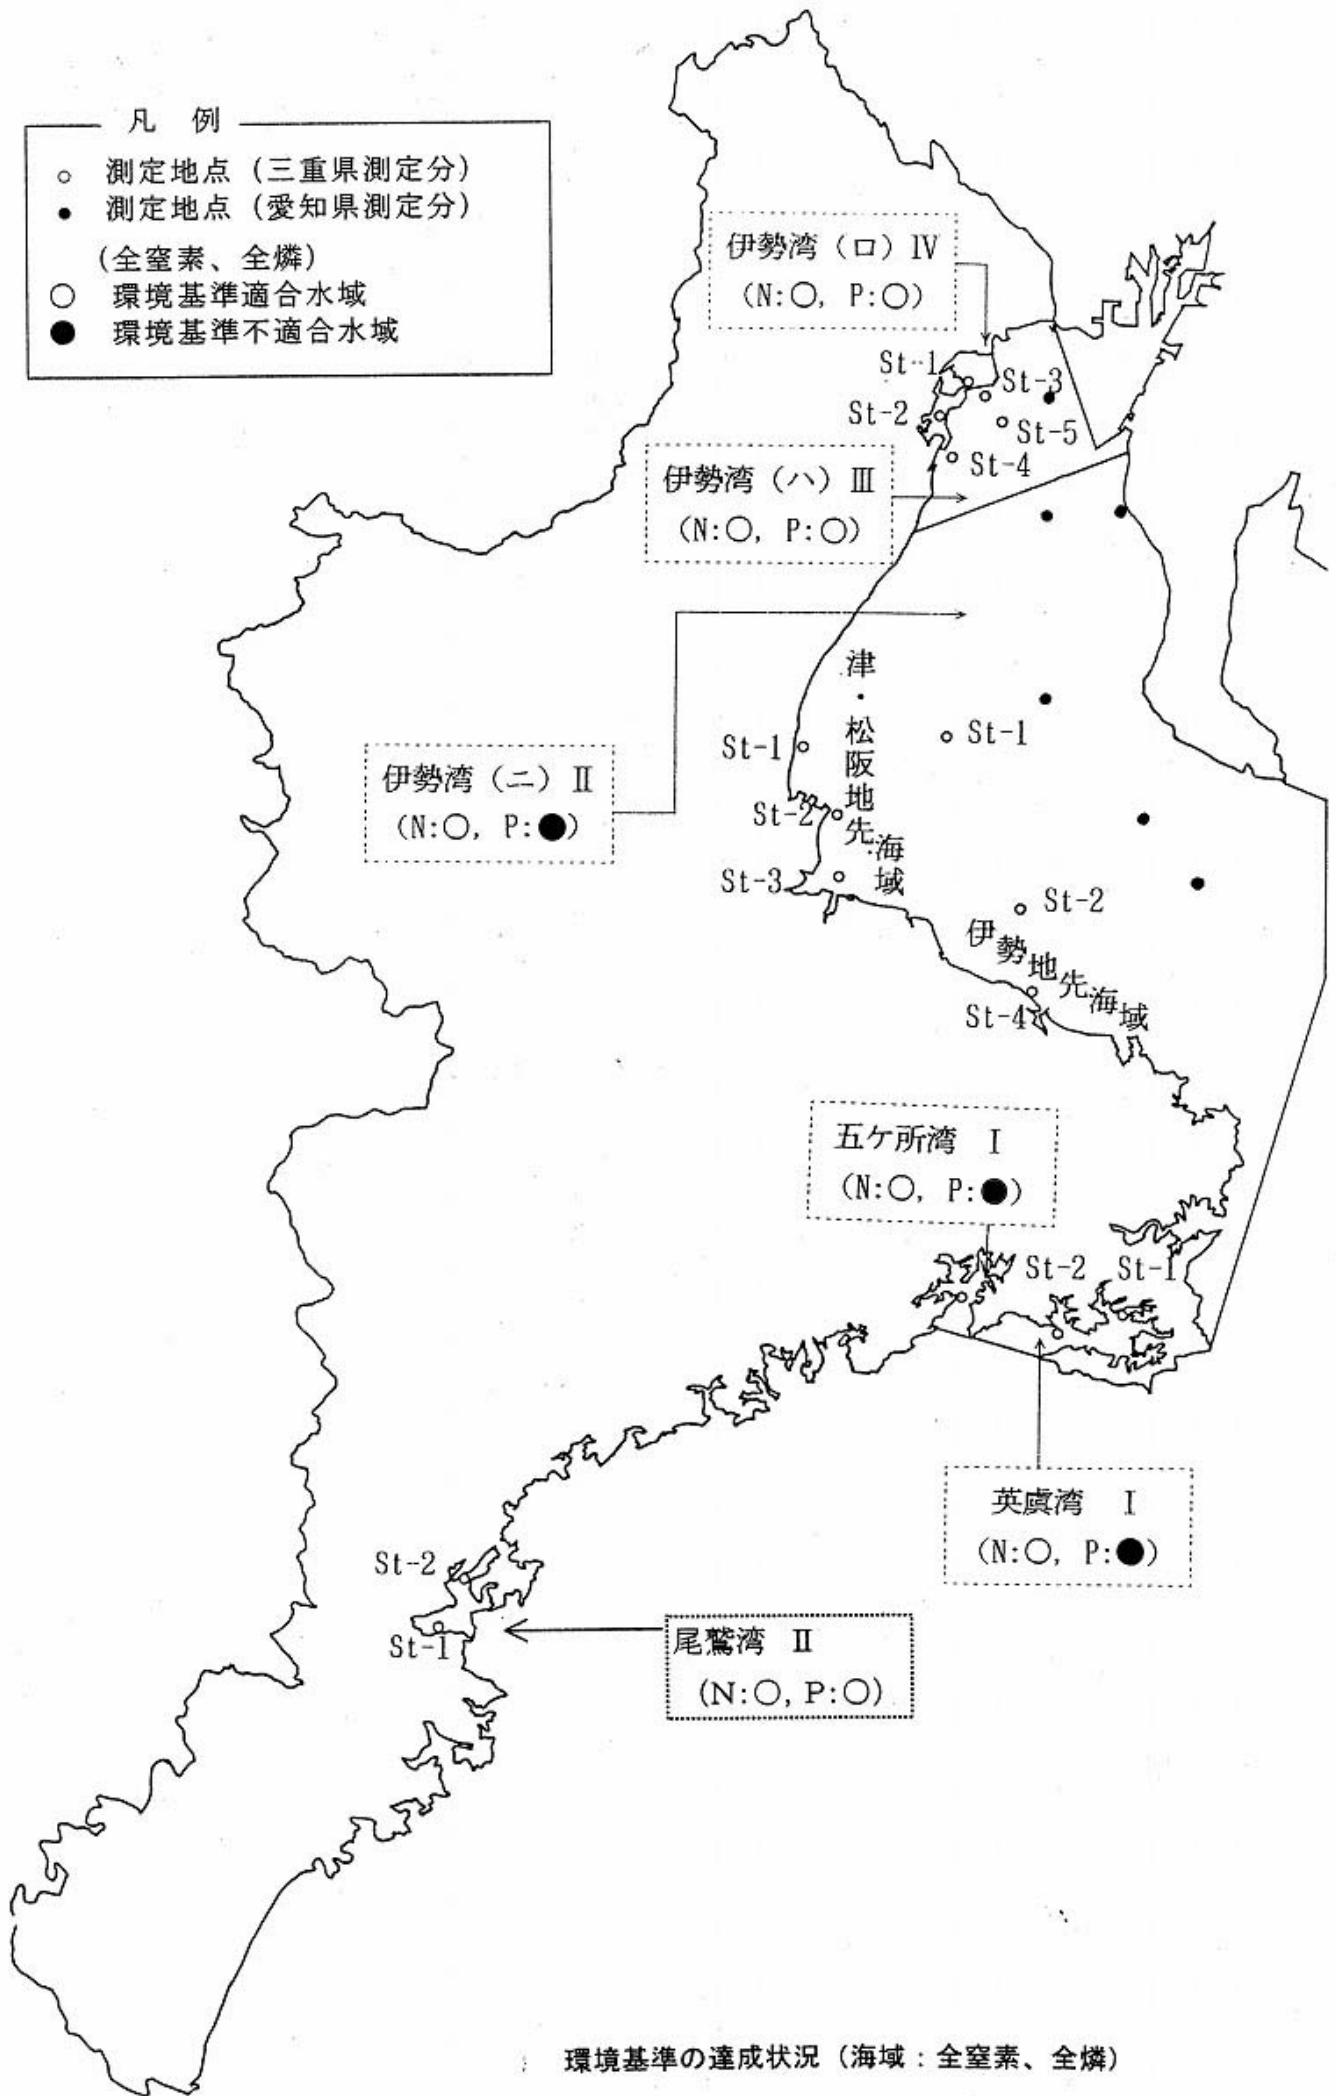 凡 例
○ 測定地点（三重県測定分）
● 測定地点（愛知県測定分）
(全窒素、全燐)
○ 環境基準適合水域
● 環境基準不適合水域
伊勢湾（ロ）Ⅳ
(N:○, P:○)
St-1
St-3
St-2
St-5
St-4
伊勢湾（ハ）Ⅲ
(N:○, P:○)
津・松阪地先海域
St-1
St-1
伊勢湾（ニ）Ⅱ
(N:○, P:●)
St-2
St-3
St-2
伊勢地先海域
St-4
五ケ所湾 Ⅰ
(N:○, P:●)
St-2
St-1
英虞湾 Ⅰ
(N:○, P:●)
St-2
St-1
尾鷲湾 Ⅱ
(N:○, P:○)
環境基準の達成状況（海域：全窒素、全燐）